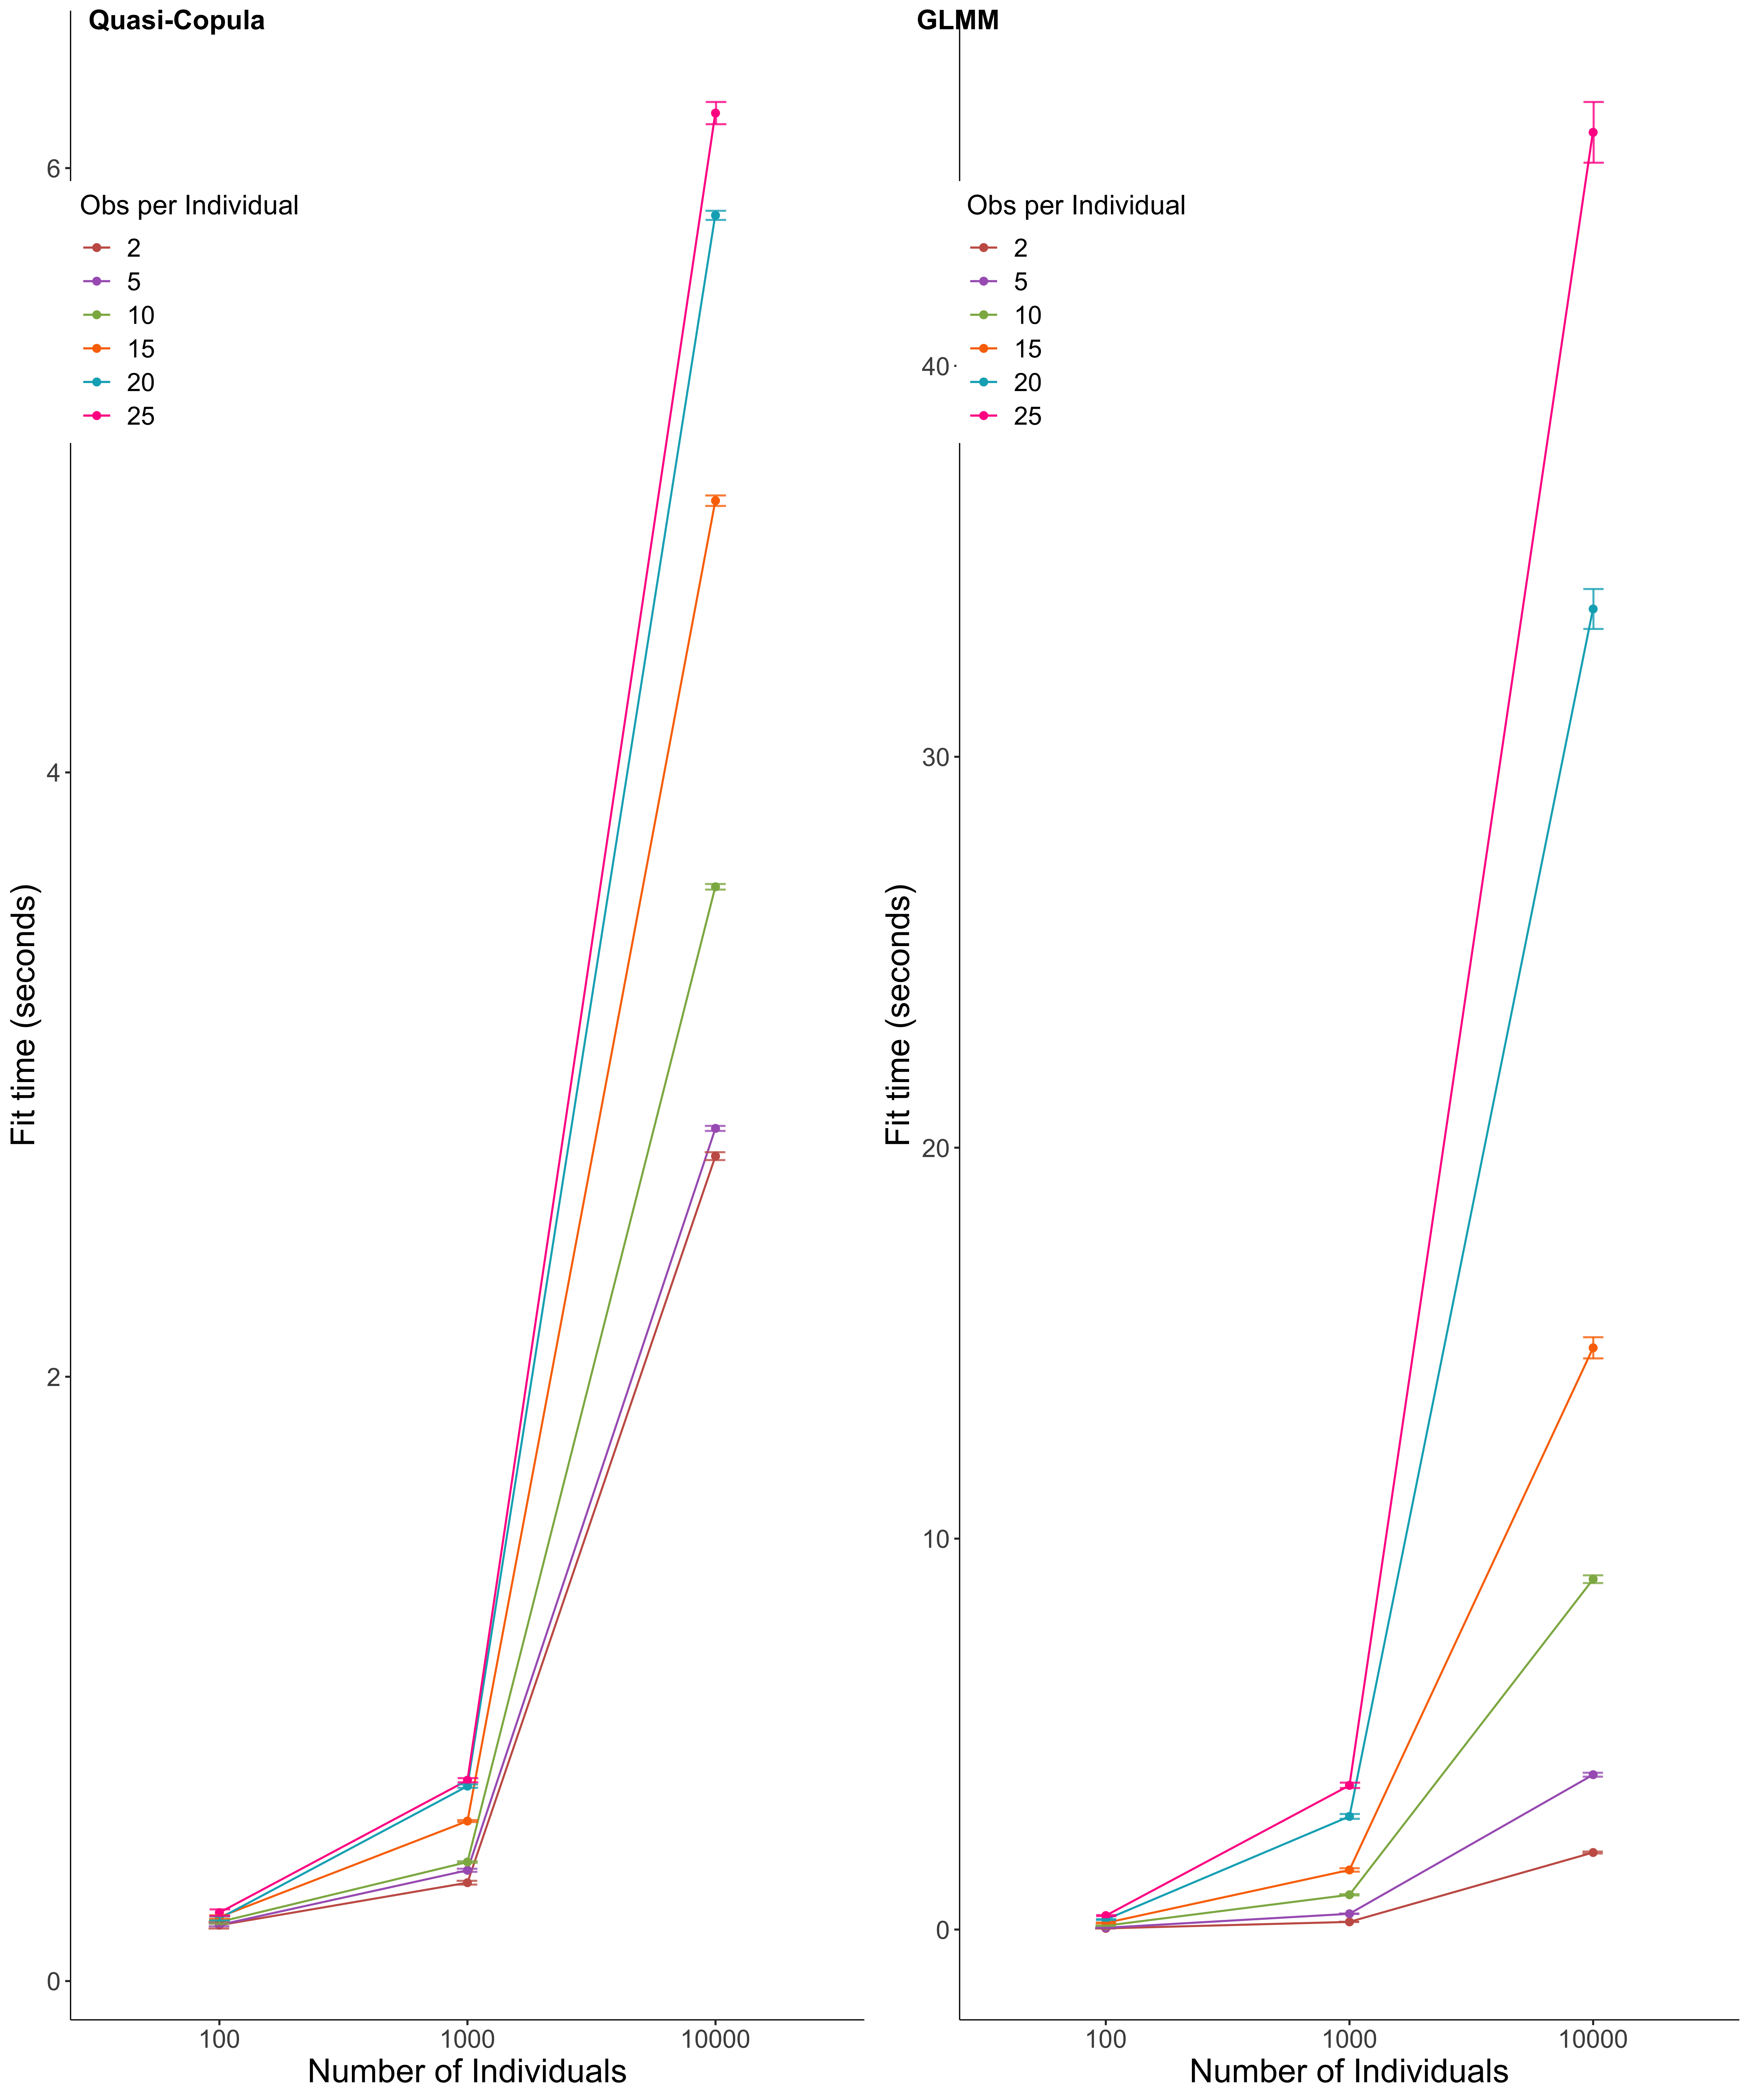 Quasi-Copula
6
Obs per Individual
2
5
10
15
20
25
4
2
0
Fit time (seconds)
100 1000 10000
Number of Individuals
GLMM
Obs per Individual
2
5
10
15
20
25
40
30
20
10
0
Fit time (seconds)
100 1000 10000
Number of Individuals